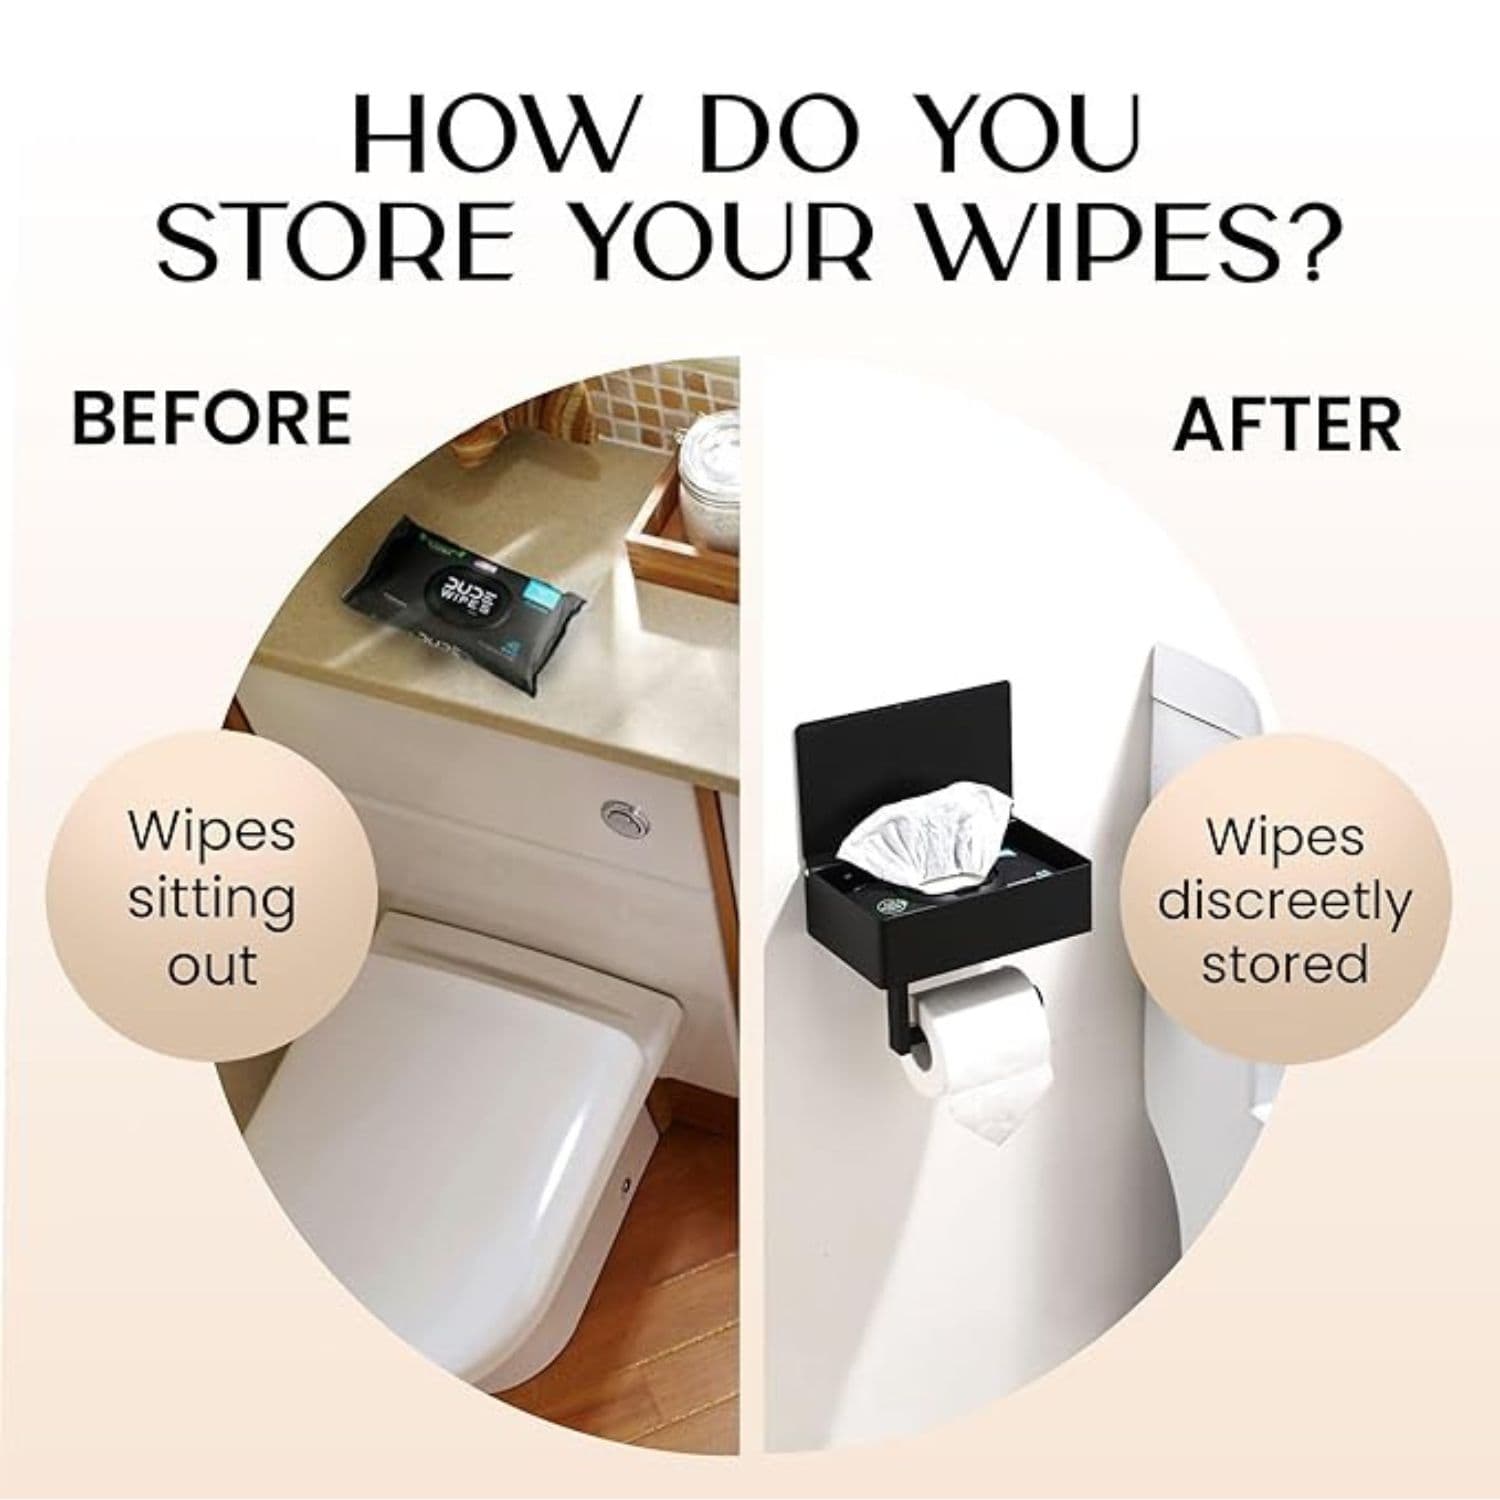 HOW DO YOU
STORE YOUR WIPES?
BEFORE
AFTER
DUDE
WIPES
Wipes
sitting
out
Wipes
discreetly
stored